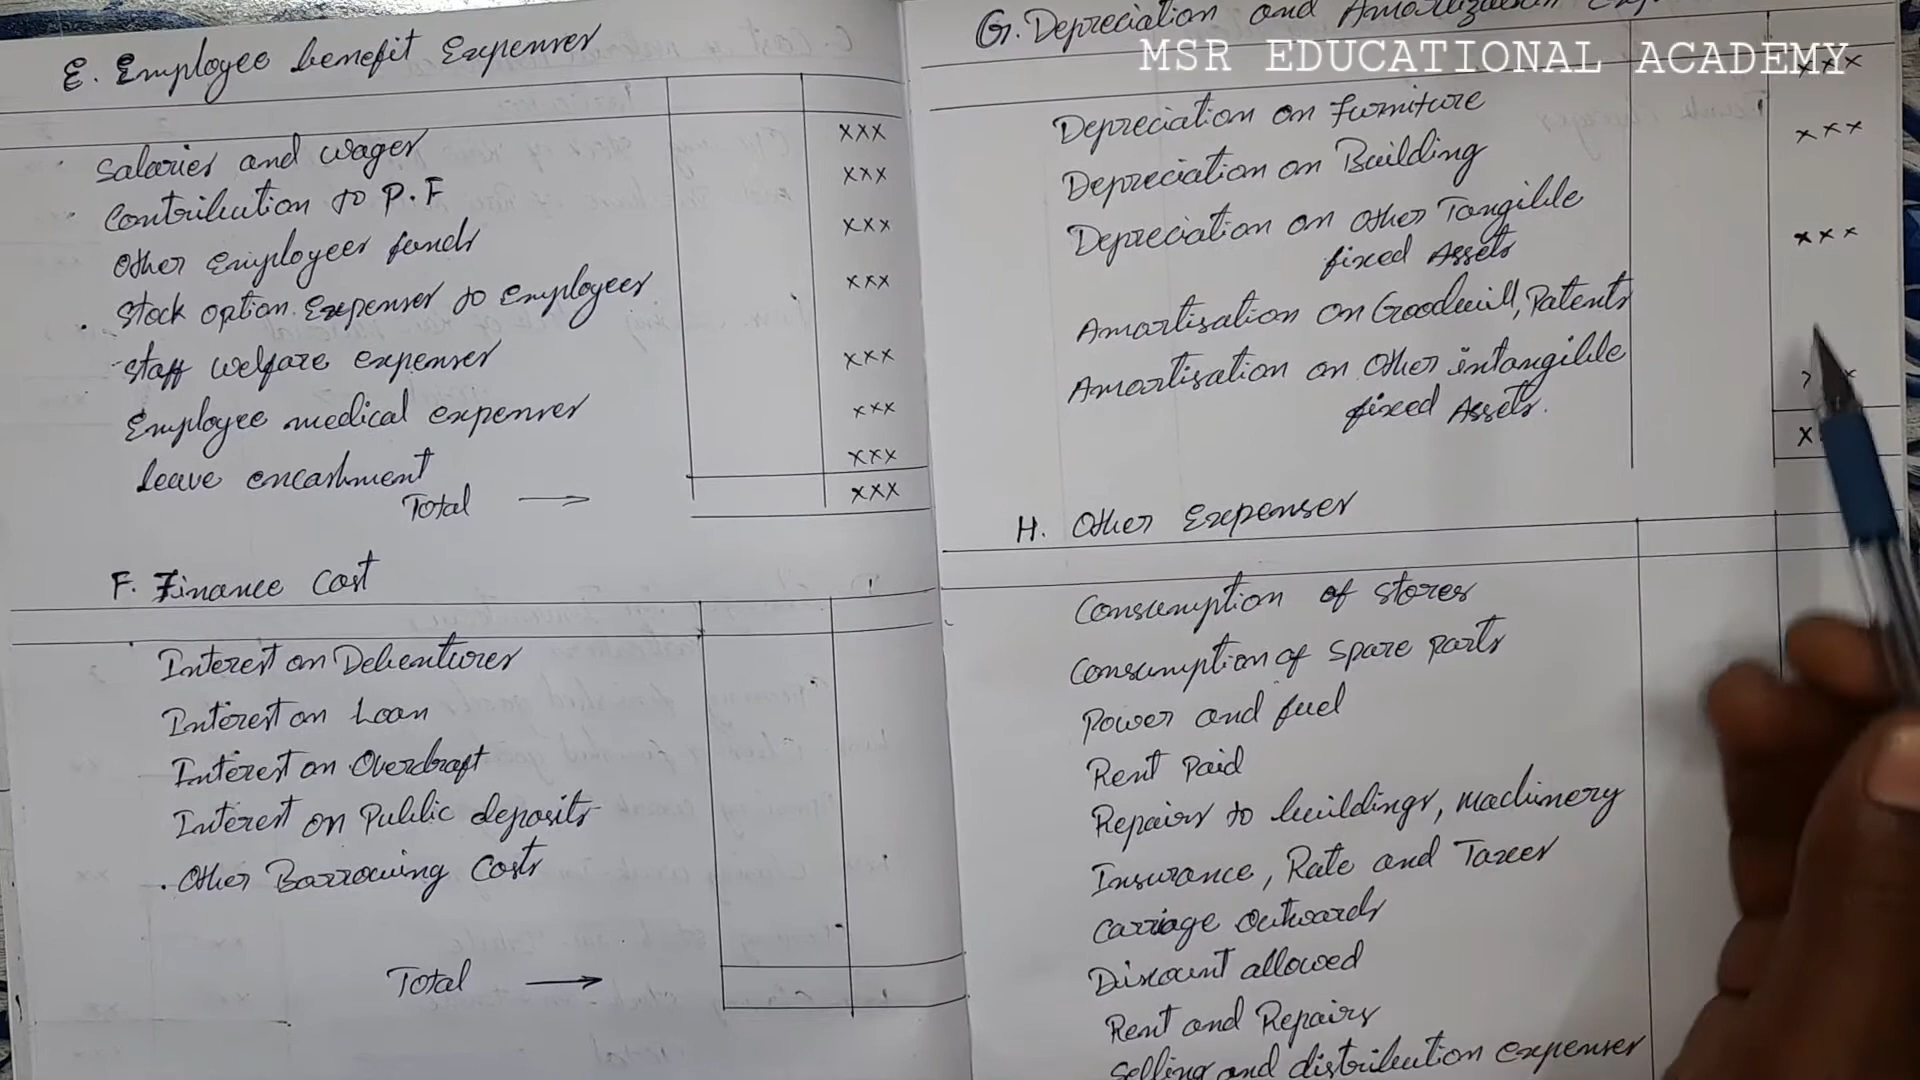 E. Employee benefit Expenses
Salaries and wages xxx
Contribution to P.F xxx
Other Employees funds xxx
Stock option Expenses to Employees xxx
Staff welfare expenses xxx
Employee medical expenses xxx
leave encashment xxx
Total → xxx
F. Finance Cost
Interest on Debentures
Interest on Loan
Interest on Overdraft
Interest on Public deposits
Other Borrowing Costs
Total →
G. Depreciation and Amortization
MSR EDUCATIONAL ACADEMY
Depreciation on furniture xxx
Depreciation on Building xxx
Depreciation on Other Tangible
fixed Assets xxx
Amortisation on Goodwill, Patents
Amortisation on Other intangible
fixed Assets.
H. Other Expenses
Consumption of stores
Consumption of spare parts
Power and fuel
Rent Paid
Repairs to buildings, machinery
Insurance, Rate and Taxes
Carriage outwards
Discount allowed
Rent and Repairs
Selling and distribution expenses